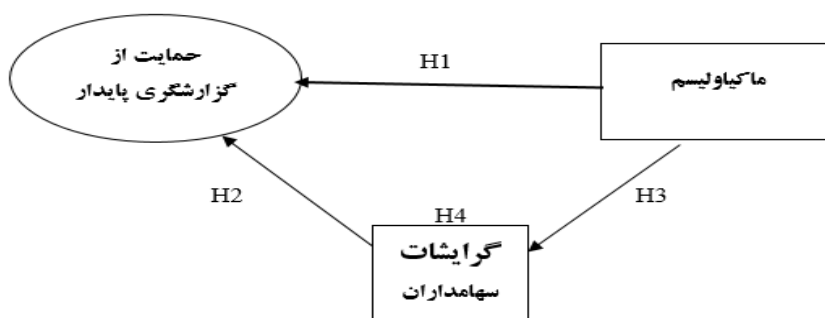 حمایت از
گزارشگری پایدار
H1
ماکیاولیسم
H2
H4
H3
گرایشات
سهامداران